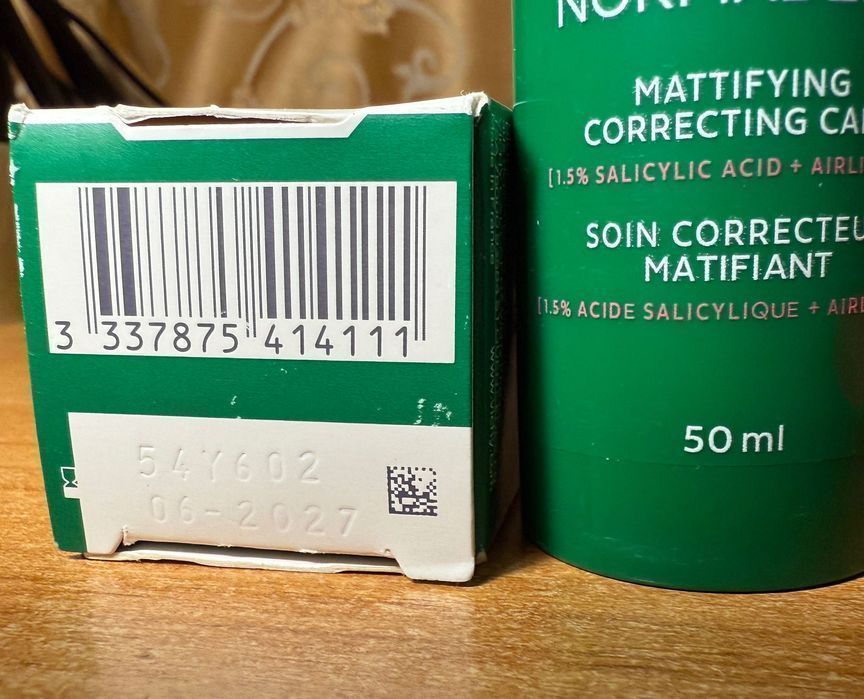 3 337875 414111
54Y602
06-2027
MATTIFYING
CORRECTING
[1.5% SALICYLIC ACID +
SOIN
MATIFIANT
[1.5% ACIDE SALICYLIQUE +
50 ml